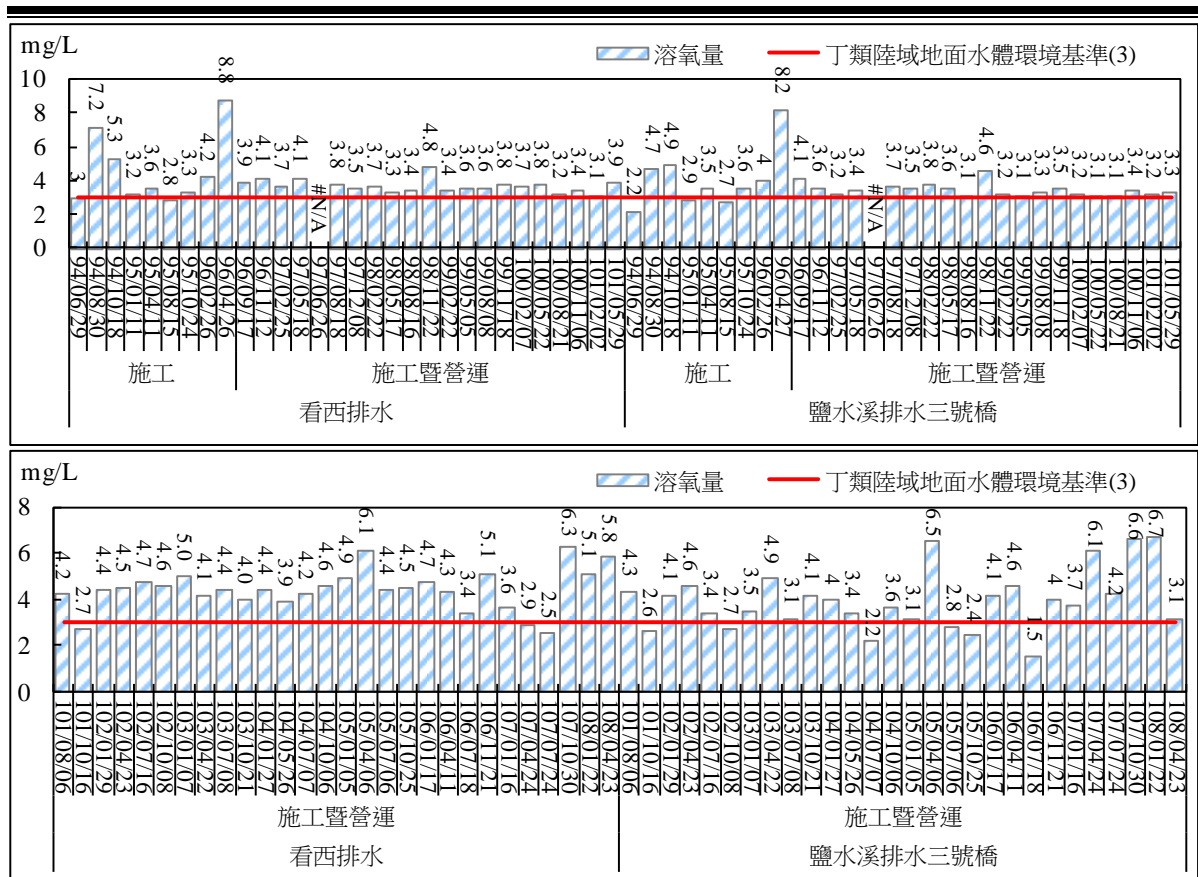 mg/L
溶氧量
丁類陸域地面水體環境基準(3)
10
8
6
4
2
0
3 7.2 5.3 3.2 3.6 2.8 3.3 4.2 8.8 3.9 4.1 3.7 4.1 #N/A 3.8 3.5 3.7 3.3 3.4 4.8 3.4 3.6 3.6 3.8 3.7 3.8 3.2 3.4 3.1 3.9 2.2 4.7 4.9 2.9 3.5 2.7 3.6 4 8.2 4.1 3.6 3.2 3.4 #N/A 3.7 3.5 3.8 3.6 3.1 4.6 3.2 3.1 3.3 3.5 3.2 3.1 3.1 3.4 3.2 3.3
94/06/29 94/08/30 94/10/18 95/01/11 95/04/11 95/08/15 95/10/24 96/02/26 96/04/26 96/09/17 96/11/12 97/02/25 97/05/18 97/06/26 97/08/18 97/12/08 98/02/22 98/05/17 98/08/16 98/11/22 99/02/22 99/05/05 99/08/08 99/11/18 100/02/07 100/05/22 100/08/21 100/11/06 101/02/02 101/05/29 94/06/29 94/08/30 94/10/18 95/01/11 95/04/11 95/08/15 95/10/24 96/02/26 96/04/27 96/09/17 96/11/12 97/02/25 97/05/18 97/06/26 97/08/18 97/12/08 98/02/22 98/05/17 98/08/16 98/11/22 99/02/22 99/05/05 99/08/08 99/11/18 100/02/07 100/05/22 100/08/21 100/11/06 101/02/02 101/05/29
施工 施工暨營運 施工 施工暨營運
看西排水 鹽水溪排水三號橋
mg/L
溶氧量
丁類陸域地面水體環境基準(3)
8
6
4
2
0
4.2 2.7 4.4 4.5 4.7 4.6 5.0 4.1 4.4 4.0 4.4 3.9 4.2 4.6 4.9 6.1 4.4 4.5 4.7 4.3 3.4 5.1 3.6 2.9 2.5 6.3 5.1 5.8 4.3 2.6 4.1 4.6 3.4 2.7 3.5 4.9 3.1 4.1 4 3.4 2.2 3.6 3.1 6.5 2.8 2.4 4.1 4.6 1.5 4 3.7 6.1 4.2 6.6 6.7 3.1
101/08/06 101/10/16 102/01/29 102/04/23 102/07/16 102/10/08 103/01/07 103/04/22 103/07/08 103/10/21 104/01/27 104/05/26 104/07/07 104/10/06 105/01/05 105/04/06 105/07/06 105/10/25 106/01/17 106/04/11 106/07/18 106/11/21 107/01/16 107/04/24 107/07/24 107/10/30 108/01/22 108/04/23 101/08/06 101/10/16 102/01/29 102/04/23 102/07/16 102/10/08 103/01/07 103/04/22 103/07/08 103/10/21 104/01/27 104/05/26 104/07/07 104/10/06 105/01/05 105/04/06 105/07/06 105/10/25 106/01/17 106/04/11 106/07/18 106/11/21 107/01/16 107/04/24 107/07/24 107/10/30 108/01/22 108/04/23
施工暨營運 施工暨營運
看西排水 鹽水溪排水三號橋